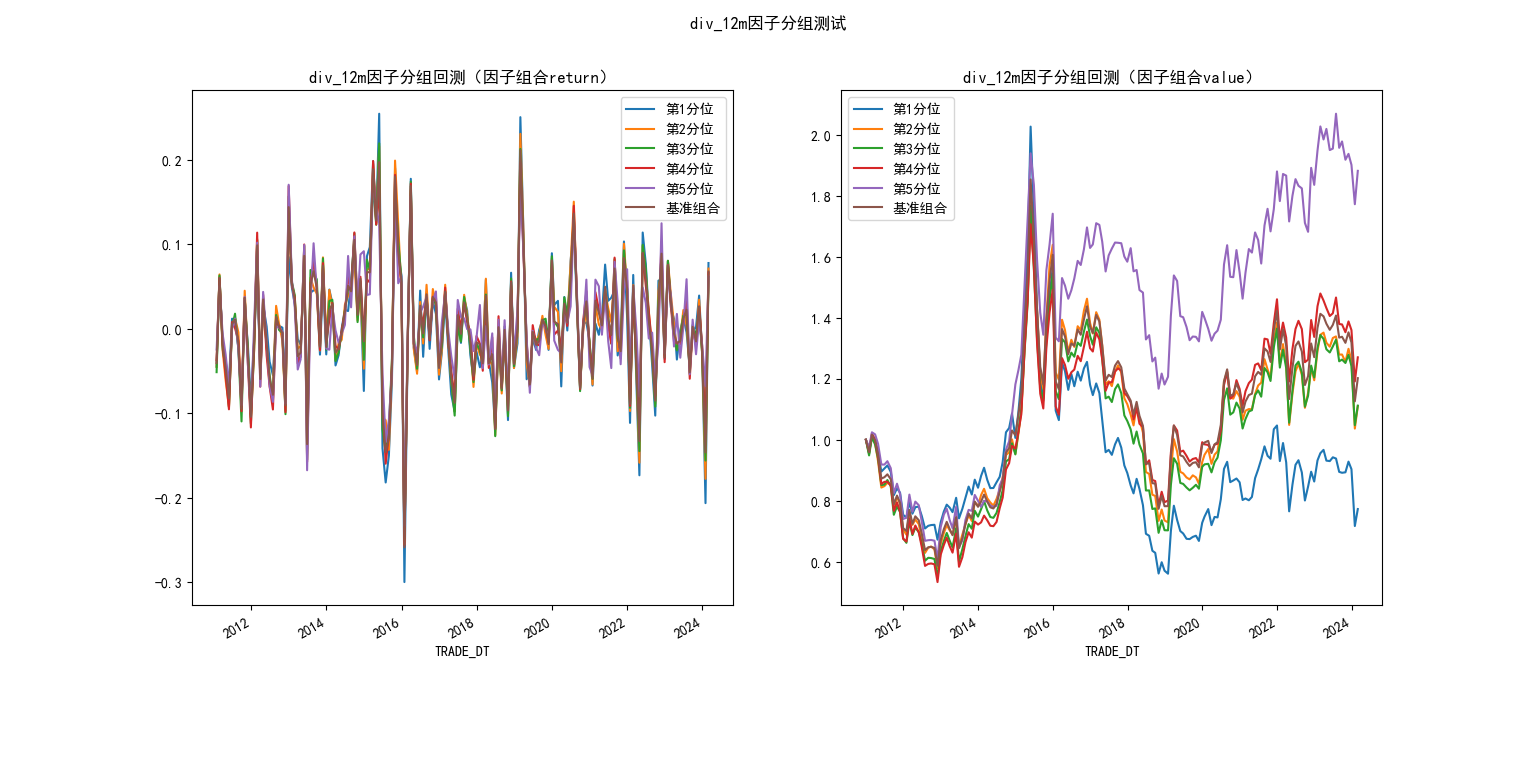 div_12m因子分组测试
div_12m因子分组回测（因子组合return）
第1分位
第2分位
第3分位
第4分位
第5分位
基准组合
0.2
0.1
0.0
−0.1
−0.2
−0.3
2012
2014
2016
2018
2020
2022
2024
TRADE_DT
div_12m因子分组回测（因子组合value）
第1分位
第2分位
第3分位
第4分位
第5分位
基准组合
2.0
1.8
1.6
1.4
1.2
1.0
0.8
0.6
2012
2014
2016
2018
2020
2022
2024
TRADE_DT